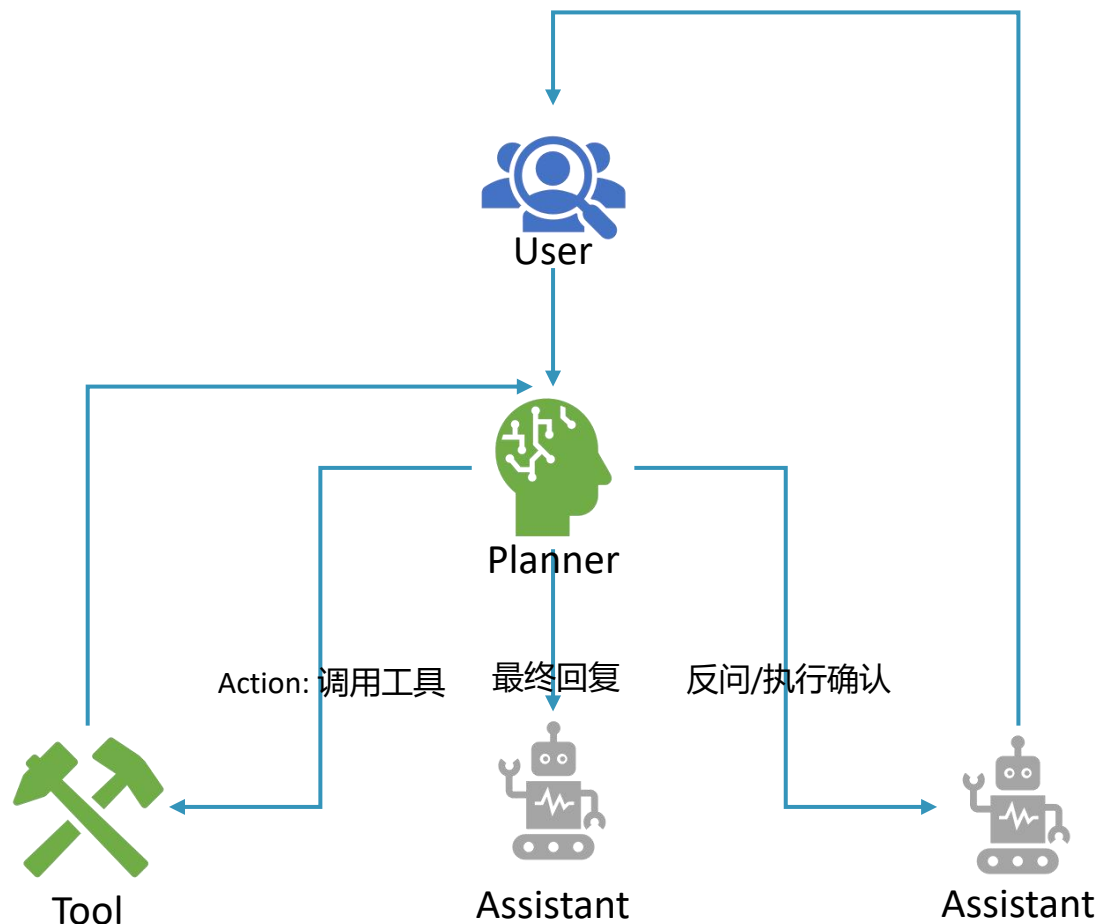 User
Planner
Action: 调用工具
最终回复
反问/执行确认
Tool
Assistant
Assistant